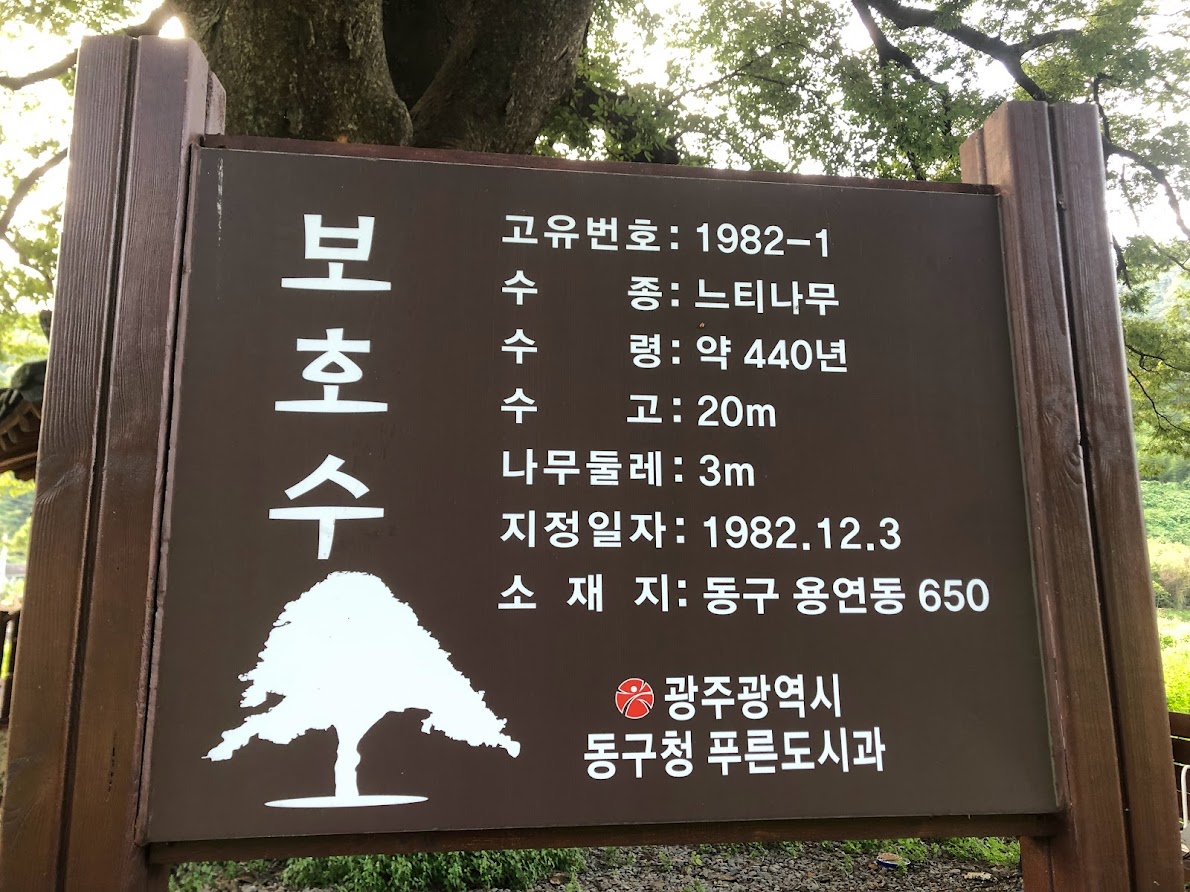 보호수
고유번호: 1982-1
수 종: 느티나무
수 령: 약 440년
수 고: 20m
나무둘레: 3m
지정일자: 1982.12.3
소 재 지: 동구 용연동 650
광주광역시
동구청 푸른도시과